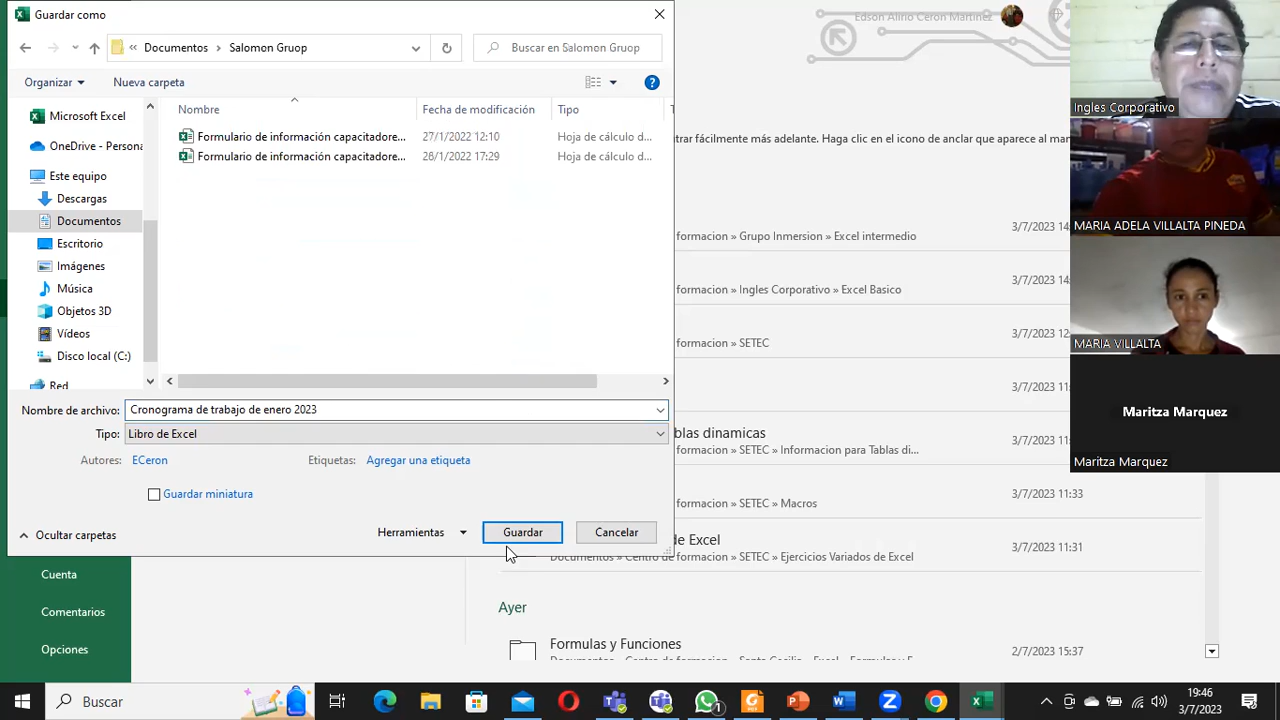 Guardar como
Documentos > Salomon Gruop
Buscar en Salomon Gruop
Organizar
Nueva carpeta
Nombre
Fecha de modificación
Tipo
Microsoft Excel
OneDrive - Persona
Este equipo
Descargas
Documentos
Escritorio
Imágenes
Música
Objetos 3D
Vídeos
Disco local (C:)
Red
Formulario de información capacitadore... 27/1/2022 12:10 Hoja de cálculo d...
Formulario de información capacitadore... 28/1/2022 17:29 Hoja de cálculo d...
Nombre de archivo: Cronograma de trabajo de enero 2023
Tipo: Libro de Excel
Autores: ECeron
Etiquetas: Agregar una etiqueta
Guardar miniatura
Ocultar carpetas
Herramientas
Guardar
Cancelar
Cuenta
Comentarios
Opciones
Edson Alirio Ceron Martinez
trar fácilmente más adelante. Haga clic en el icono de anclar que aparece al mar
3/7/2023 14:
formacion » Grupo Inmersion » Excel intermedio
3/7/2023 14:
formacion » Ingles Corporativo » Excel Basico
3/7/2023 12:
formacion » SETEC
3/7/2023 11:
blas dinamicas
3/7/2023 11:
formacion » SETEC » Informacion para Tablas di...
3/7/2023 11:33
formacion » SETEC » Macros
de Excel
3/7/2023 11:31
Documentos » Centro de formacion » SETEC » Ejercicios Variados de Excel
Ayer
Formulas y Funciones
2/7/2023 15:37
Documentos » Centro de formacion » Santa Cecilia » Excel » Formulas y F
Ingles Corporativo
MARIA ADELA VILLALTA PINEDA
MARIA VILLALTA
Maritza Marquez
Maritza Marquez
Buscar
1
19:46
3/7/2023